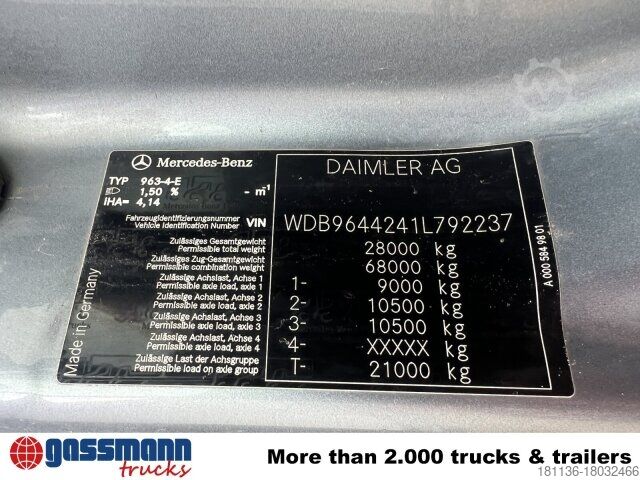 Mercedes-Benz
DAIMLER AG
TYP 963-4-E
1,50 % - m⁻¹
IHA= 4,14
Fahrzeugidentifizierungsnummer
Vehicle Identification Number VIN WDB9644241L792237
Zulässiges Gesamtgewicht
Permissible total weight 28000 kg
Zulässiges Zug-Gesamtgewicht
Permissible combination weight 68000 kg
Zulässige Achslast, Achse 1
Permissible axle load, axle 1 1- 9000 kg
Zulässige Achslast, Achse 2
Permissible axle load, axle 2 2- 10500 kg
Zulässige Achslast, Achse 3
Permissible axle load, axle 3 3- 10500 kg
Zulässige Achslast, Achse 4
Permissible axle load, axle 4 4- XXXXX kg
Zulässige Last der Achsgruppe
Permissible load on axle group T- 21000 kg
Made in Germany
A 000 584 98 01
gassmann
trucks
More than 2.000 trucks & trailers
181136-18032466